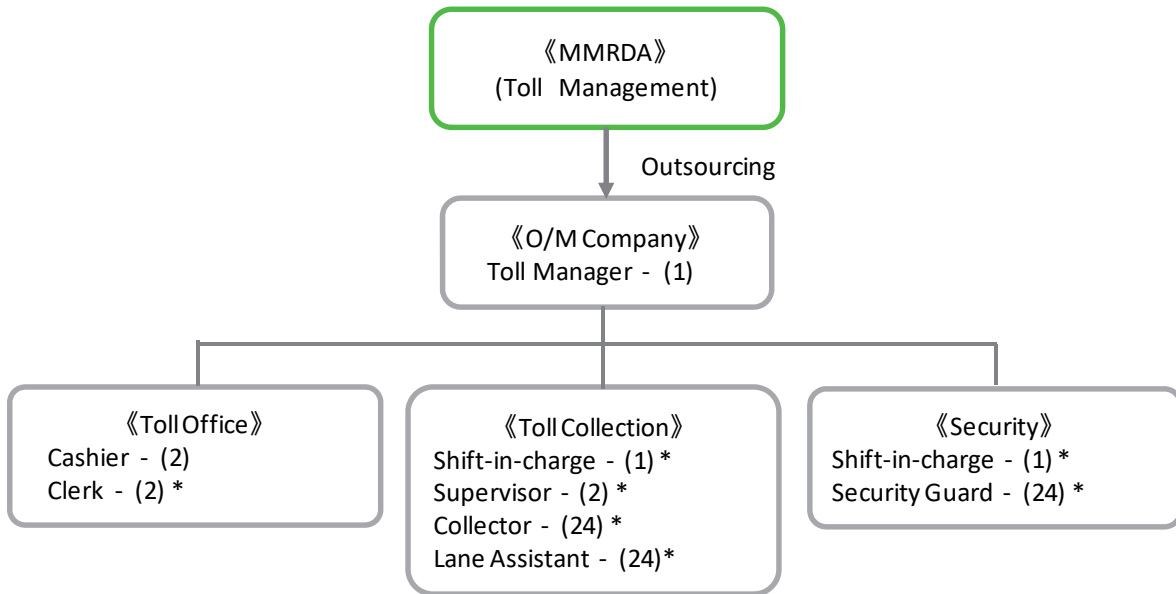 《MMRDA》
(Toll Management)
Outsourcing
《O/M Company》
Toll Manager - (1)
《Toll Office》
Cashier - (2)
Clerk - (2) *
《Toll Collection》
Shift-in-charge - (1) *
Supervisor - (2) *
Collector - (24) *
Lane Assistant - (24)*
《Security》
Shift-in-charge - (1) *
Security Guard - (24) *